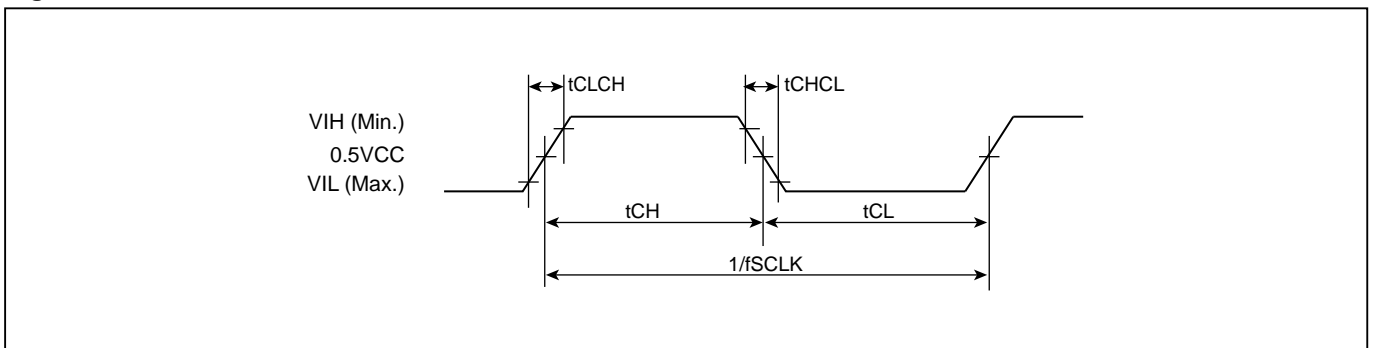 tCLCH
tCHCL
VIH (Min.)
0.5VCC
VIL (Max.)
tCH
tCL
1/fSCLK